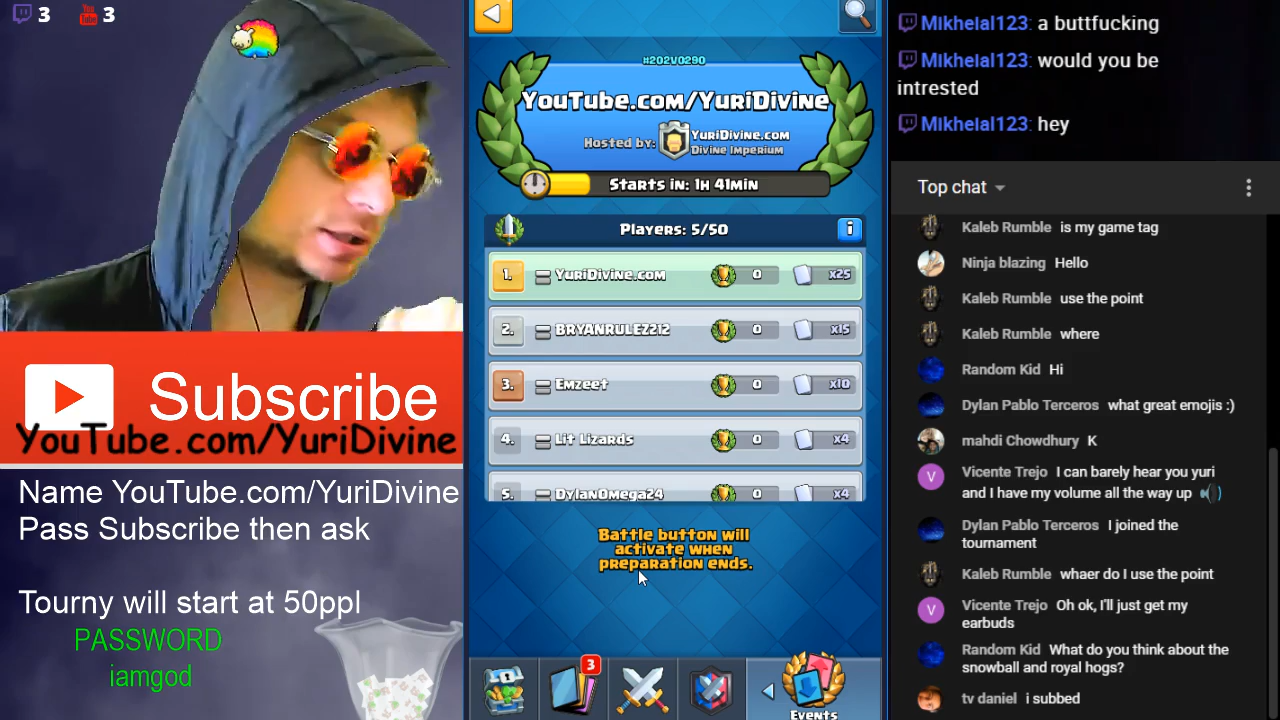 3 You Tube 3
Subscribe
YouTube.com/YuriDivine
Name YouTube.com/YuriDivine
Pass Subscribe then ask
Tourny will start at 50ppl
PASSWORD
iamgod
#202V0290
YouTube.com/YuriDivine
Hosted by: YuriDivine.com
Divine Imperium
Starts in: 1h 41min
Players: 5/50
i
1. YuriDivine.com 0 x25
2. BRYANRULEZ212 0 x15
3. Emzeet 0 x10
4. Lit Lizards 0 x4
5. DylanOmega24 0 x4
Battle button will
activate when
preparation ends.
3
Events
Mikhelal123: a buttfucking
Mikhelal123: would you be
intrested
Mikhelal123: hey
Top chat
Kaleb Rumble is my game tag
Ninja blazing Hello
Kaleb Rumble use the point
Kaleb Rumble where
Random Kid Hi
Dylan Pablo Terceros what great emojis :)
mahdi Chowdhury K
V Vicente Trejo I can barely hear you yuri
and I have my volume all the way up
Dylan Pablo Terceros I joined the
tournament
Kaleb Rumble whaer do I use the point
V Vicente Trejo Oh ok, I'll just get my
earbuds
Random Kid What do you think about the
snowball and royal hogs?
tv daniel i subbed